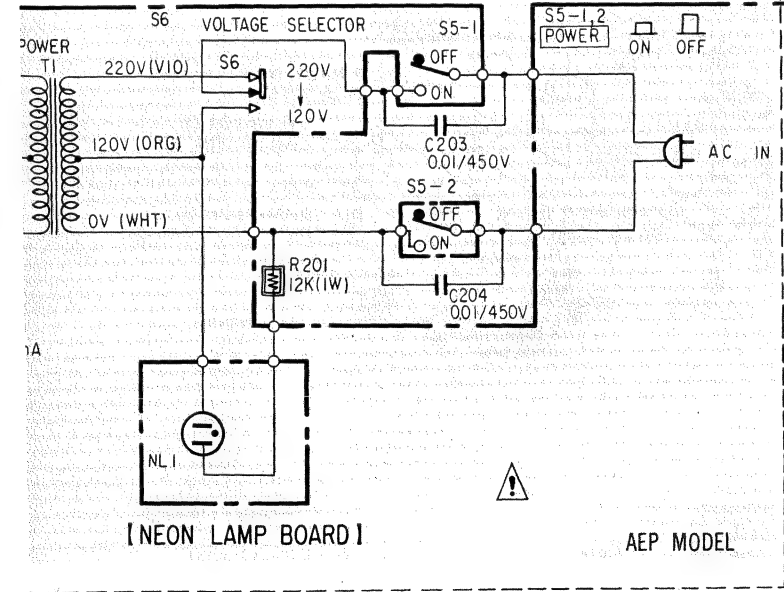 S6
VOLTAGE SELECTOR
S5-1
S5-1,2
POWER
ON
OFF
POWER
T1
220V(VIO)
S6
220V
120V
OFF
ON
120V (ORG)
C203
0.01/450V
AC IN
S5-2
OFF
ON
0V (WHT)
R201
12K(1W)
C204
0.01/450V
NL1
[NEON LAMP BOARD]
AEP MODEL